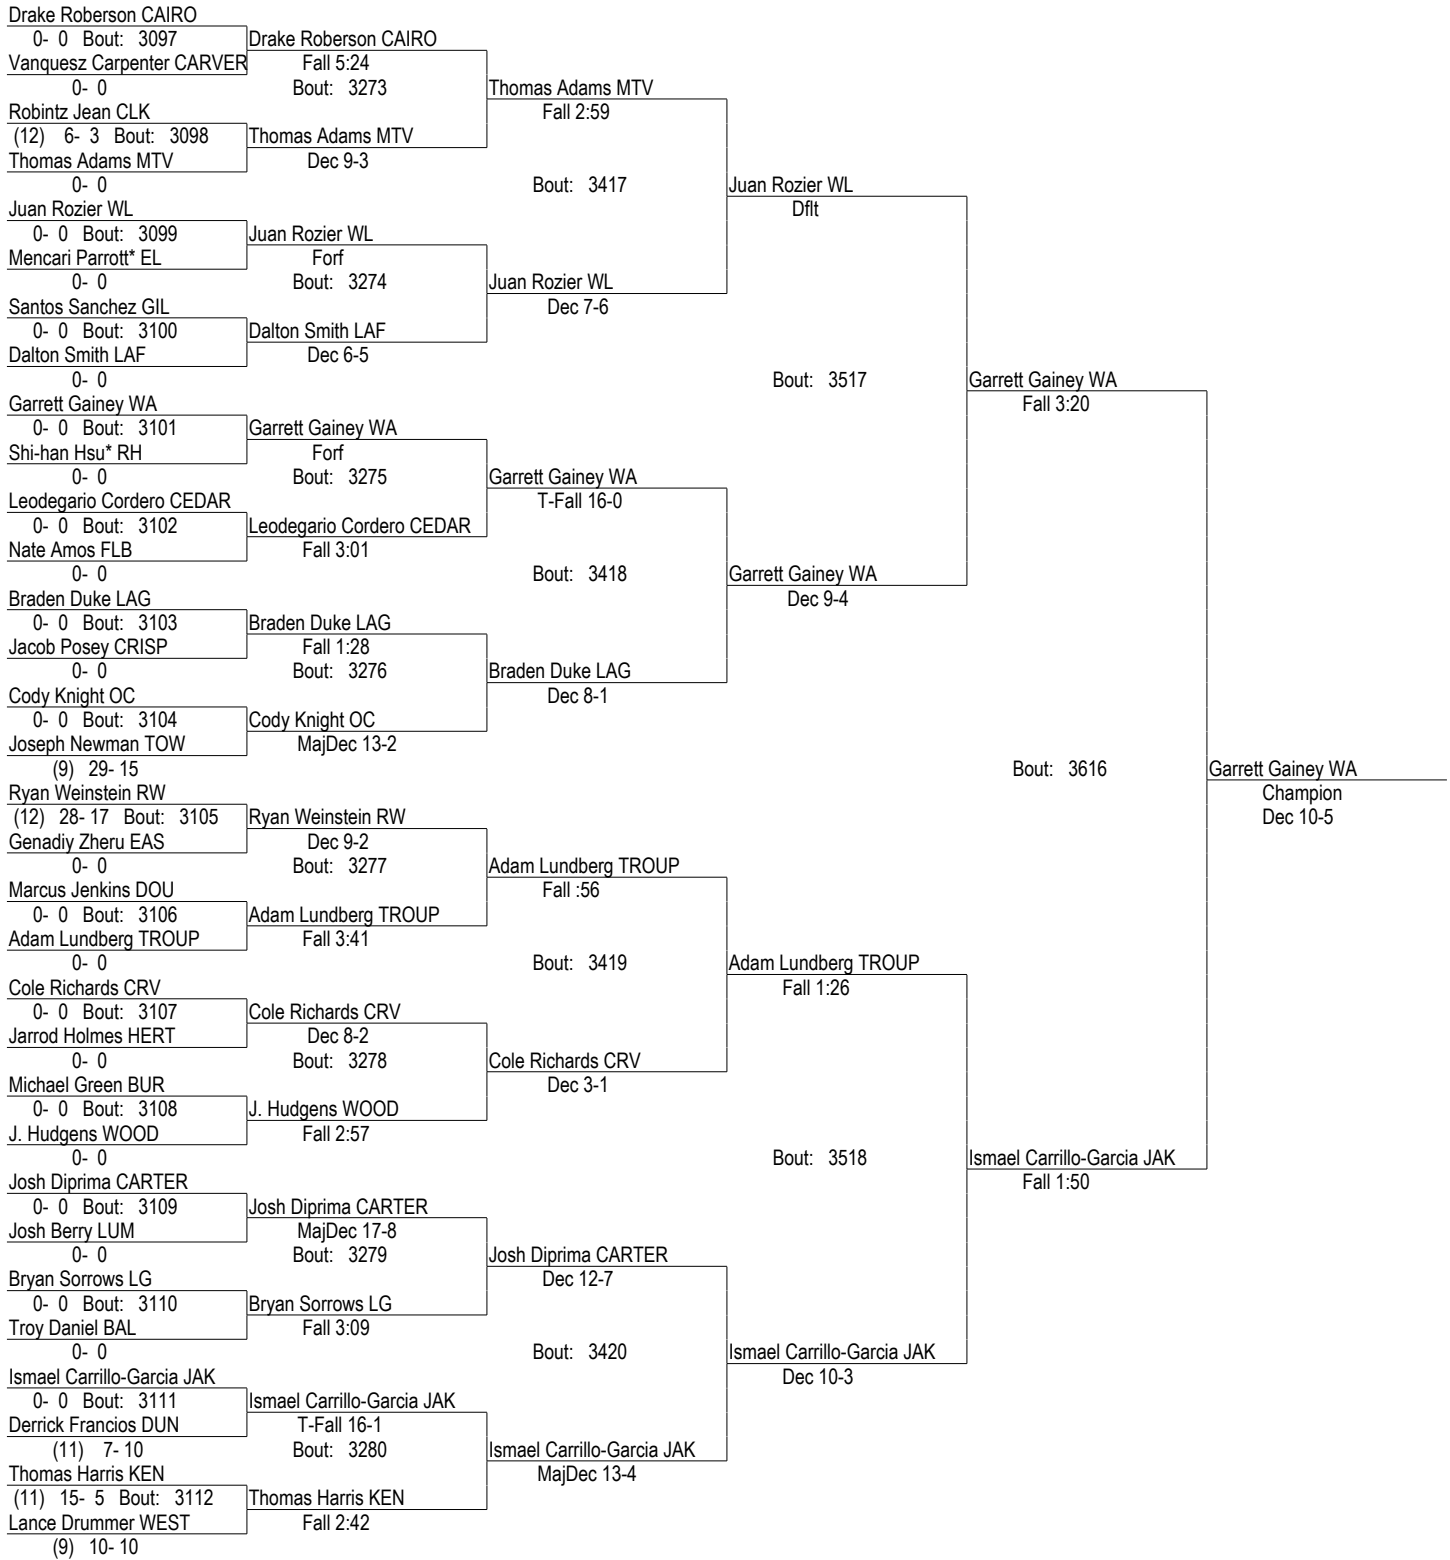 Drake Roberson CAIRO
0- 0 Bout: 3097
Drake Roberson CAIRO
Vanquesz Carpenter CARVER
Fall 5:24
0- 0
Bout: 3273
Thomas Adams MTV
Robintz Jean CLK
Fall 2:59
(12) 6- 3 Bout: 3098
Thomas Adams MTV
Thomas Adams MTV
Dec 9-3
0- 0
Bout: 3417
Juan Rozier WL
Juan Rozier WL
Dflt
0- 0 Bout: 3099
Juan Rozier WL
Mencari Parrott* EL
Forf
0- 0
Bout: 3274
Juan Rozier WL
Santos Sanchez GIL
Dec 7-6
0- 0 Bout: 3100
Dalton Smith LAF
Dalton Smith LAF
Dec 6-5
0- 0
Bout: 3517
Garrett Gainey WA
Garrett Gainey WA
Fall 3:20
0- 0 Bout: 3101
Garrett Gainey WA
Shi-han Hsu* RH
Forf
0- 0
Bout: 3275
Garrett Gainey WA
Leodegario Cordero CEDAR
T-Fall 16-0
0- 0 Bout: 3102
Leodegario Cordero CEDAR
Nate Amos FLB
Fall 3:01
0- 0
Bout: 3418
Garrett Gainey WA
Braden Duke LAG
Dec 9-4
0- 0 Bout: 3103
Braden Duke LAG
Jacob Posey CRISP
Fall 1:28
0- 0
Bout: 3276
Braden Duke LAG
Cody Knight OC
Dec 8-1
0- 0 Bout: 3104
Cody Knight OC
Joseph Newman TOW
MajDec 13-2
(9) 29- 15
Bout: 3616
Garrett Gainey WA
Ryan Weinstein RW
Champion
(12) 28- 17 Bout: 3105
Ryan Weinstein RW
Dec 10-5
Genadiy Zheru EAS
Dec 9-2
0- 0
Bout: 3277
Adam Lundberg TROUP
Marcus Jenkins DOU
Fall :56
0- 0 Bout: 3106
Adam Lundberg TROUP
Adam Lundberg TROUP
Fall 3:41
0- 0
Bout: 3419
Adam Lundberg TROUP
Cole Richards CRV
Fall 1:26
0- 0 Bout: 3107
Cole Richards CRV
Jarrod Holmes HERT
Dec 8-2
0- 0
Bout: 3278
Cole Richards CRV
Michael Green BUR
Dec 3-1
0- 0 Bout: 3108
J. Hudgens WOOD
J. Hudgens WOOD
Fall 2:57
0- 0
Bout: 3518
Ismael Carrillo-Garcia JAK
Josh Diprima CARTER
Fall 1:50
0- 0 Bout: 3109
Josh Diprima CARTER
Josh Berry LUM
MajDec 17-8
0- 0
Bout: 3279
Josh Diprima CARTER
Bryan Sorrows LG
Dec 12-7
0- 0 Bout: 3110
Bryan Sorrows LG
Troy Daniel BAL
Fall 3:09
0- 0
Bout: 3420
Ismael Carrillo-Garcia JAK
Ismael Carrillo-Garcia JAK
Dec 10-3
0- 0 Bout: 3111
Ismael Carrillo-Garcia JAK
Derrick Francios DUN
T-Fall 16-1
(11) 7- 10
Bout: 3280
Ismael Carrillo-Garcia JAK
Thomas Harris KEN
MajDec 13-4
(11) 15- 5 Bout: 3112
Thomas Harris KEN
Lance Drummer WEST
Fall 2:42
(9) 10- 10